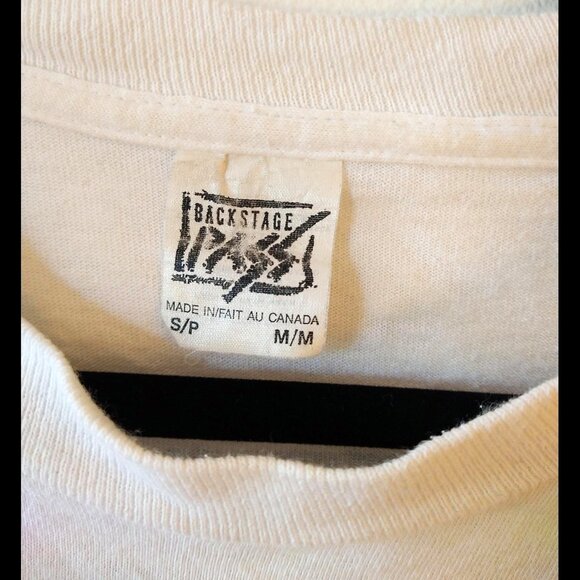 BACKSTAGE
PASS
MADE IN/FAIT AU CANADA
S/P M/M